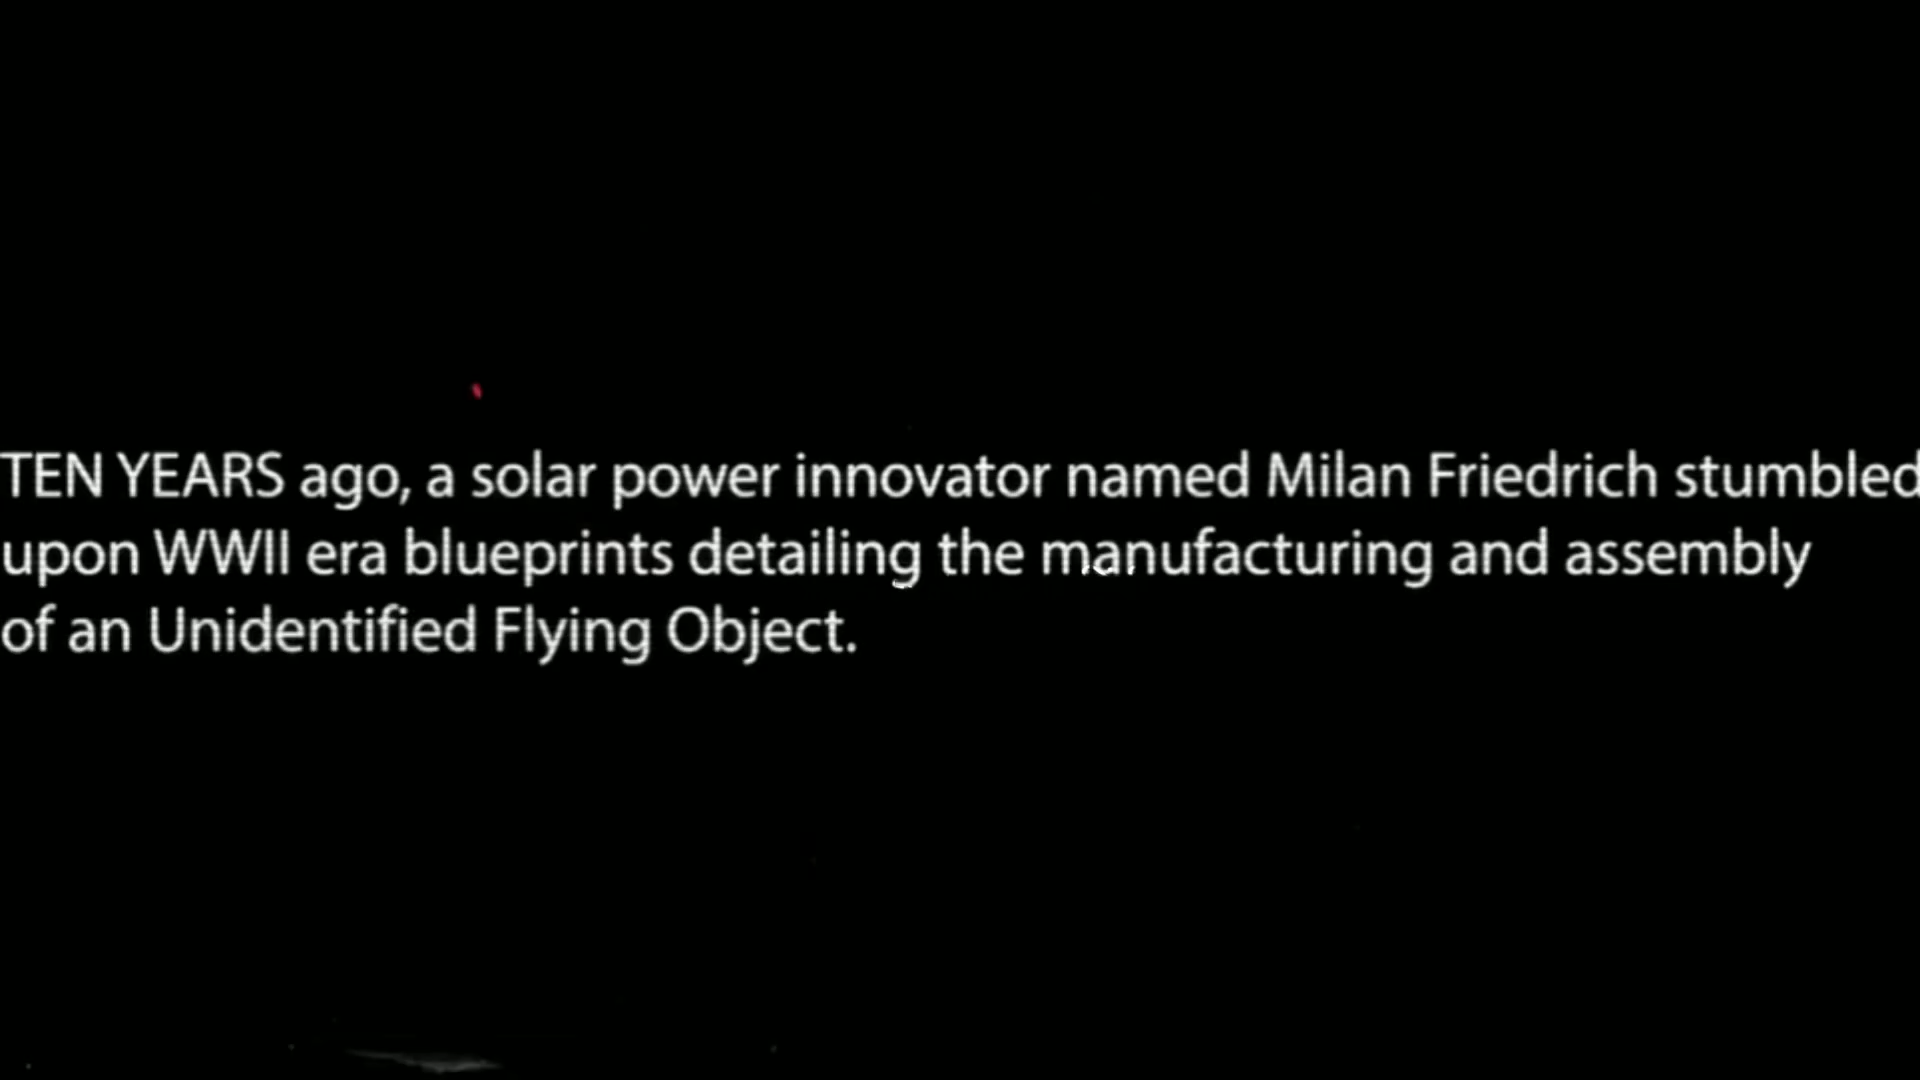 TEN YEARS ago, a solar power innovator named Milan Friedrich stumbled
upon WWII era blueprints detailing the manufacturing and assembly
of an Unidentified Flying Object.